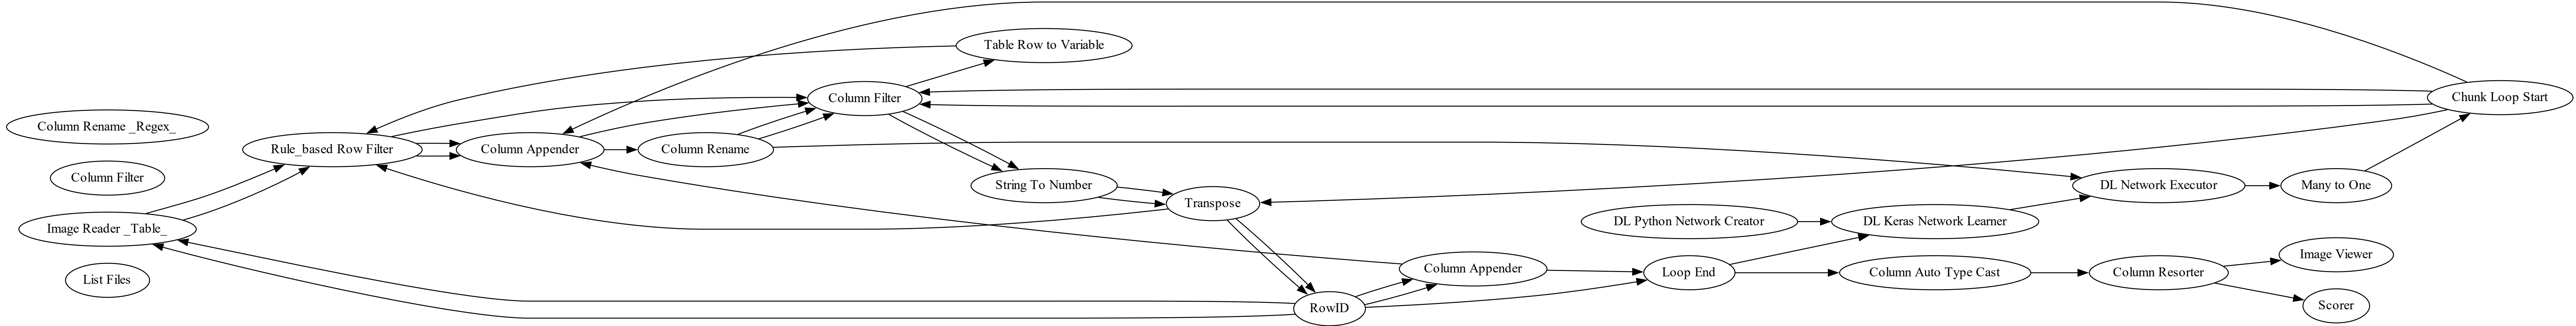 Column Rename _Regex_
Column Filter
Image Reader _Table_
List Files
Rule_based Row Filter
Column Appender
Column Rename
Column Filter
Table Row to Variable
String To Number
Transpose
RowID
Column Appender
DL Python Network Creator
Loop End
DL Keras Network Learner
Column Auto Type Cast
DL Network Executor
Column Resorter
Many to One
Image Viewer
Scorer
Chunk Loop Start